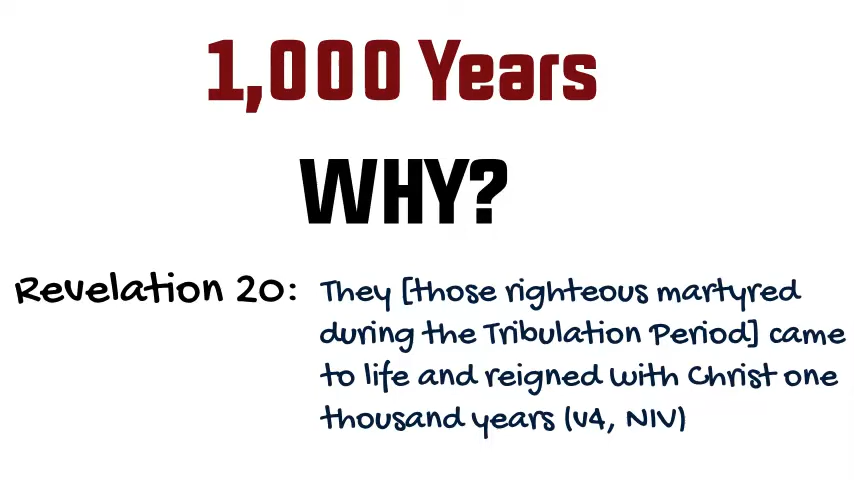 1,000 Years
WHY?
Revelation 20: They [those righteous martyred
during the Tribulation Period] came
to life and reigned with Christ one
thousand years (v4, NIV)